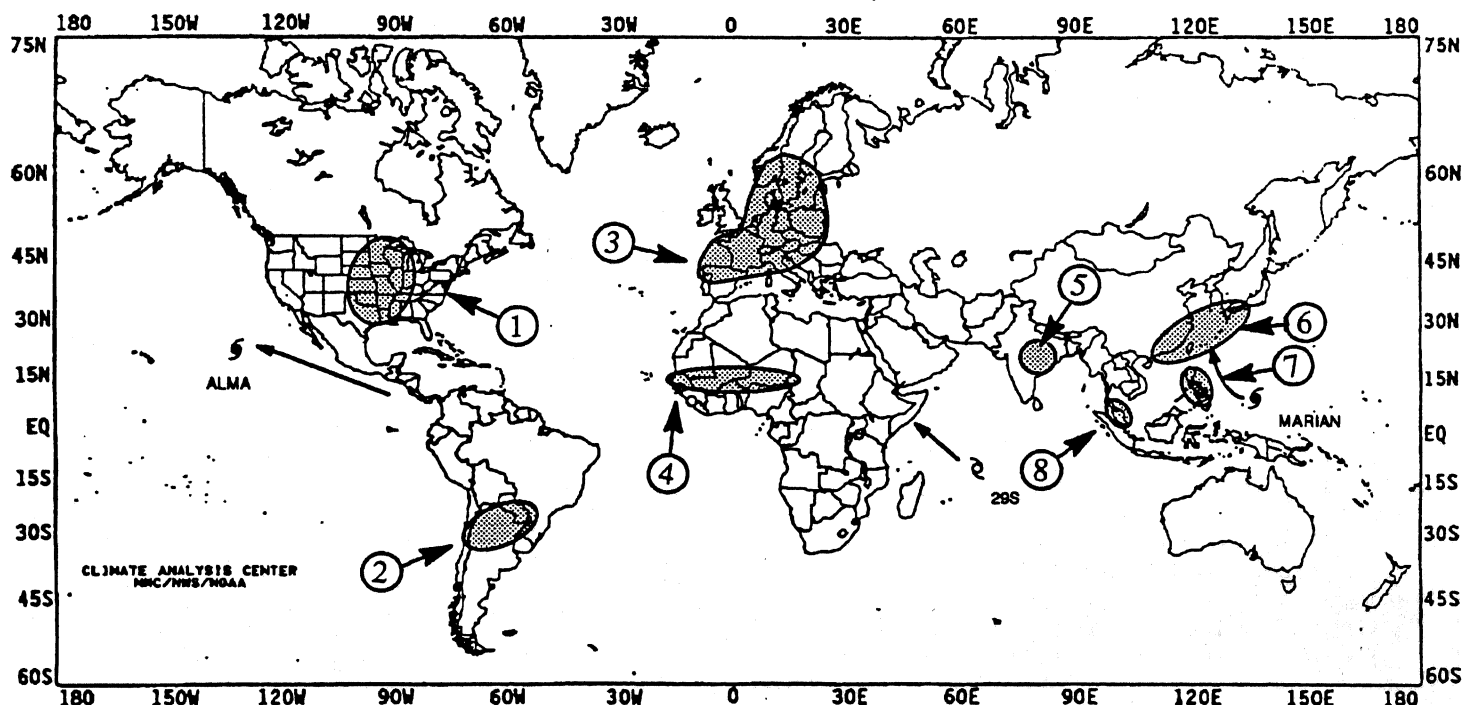 180 150W 120W 90W 60W 30W 0 30E 60E 90E 120E 150E 180
75N 75N
60N 60N
3
45N 45N
5
1
6
30N 30N
7
ALMA
15N 15N
MARIAN
EQ EQ
4
8
15S 15S
29S
30S 30S
2
CLIMATE ANALYSIS CENTER
NMC/NWS/NOAA
45S 45S
60S 60S
180 150W 120W 90W 60W 30W 0 30E 60E 90E 120E 150E 180